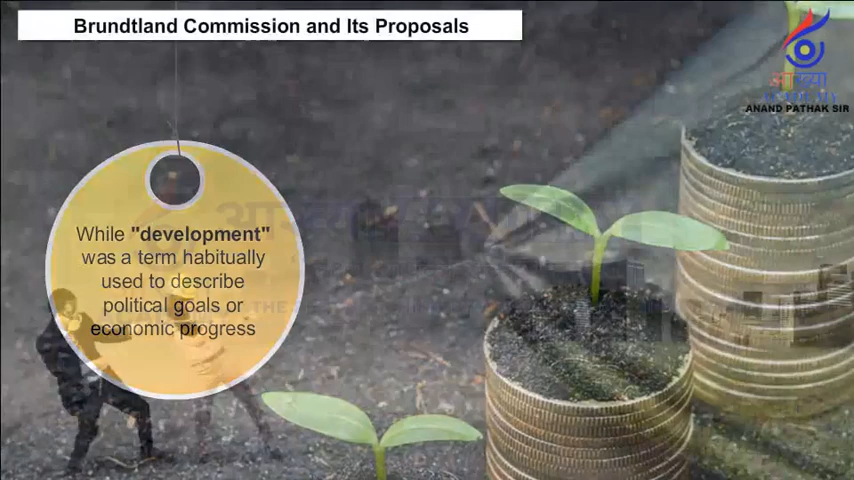 Brundtland Commission and Its Proposals
आख्या
ANAND PATHAK SIR
While "development"
was a term habitually
used to describe
political goals or
economic progress